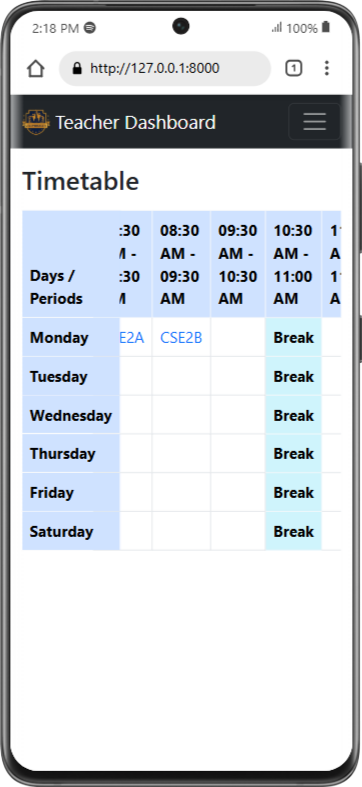 2:18 PM
100%
http://127.0.0.1:8000
1
Teacher Dashboard
Timetable
:30 08:30 09:30 10:30
AM - AM - AM -
Days / :30 09:30 10:30 11:00
Periods AM AM AM
Monday E2A CSE2B Break
Tuesday Break
Wednesday Break
Thursday Break
Friday Break
Saturday Break